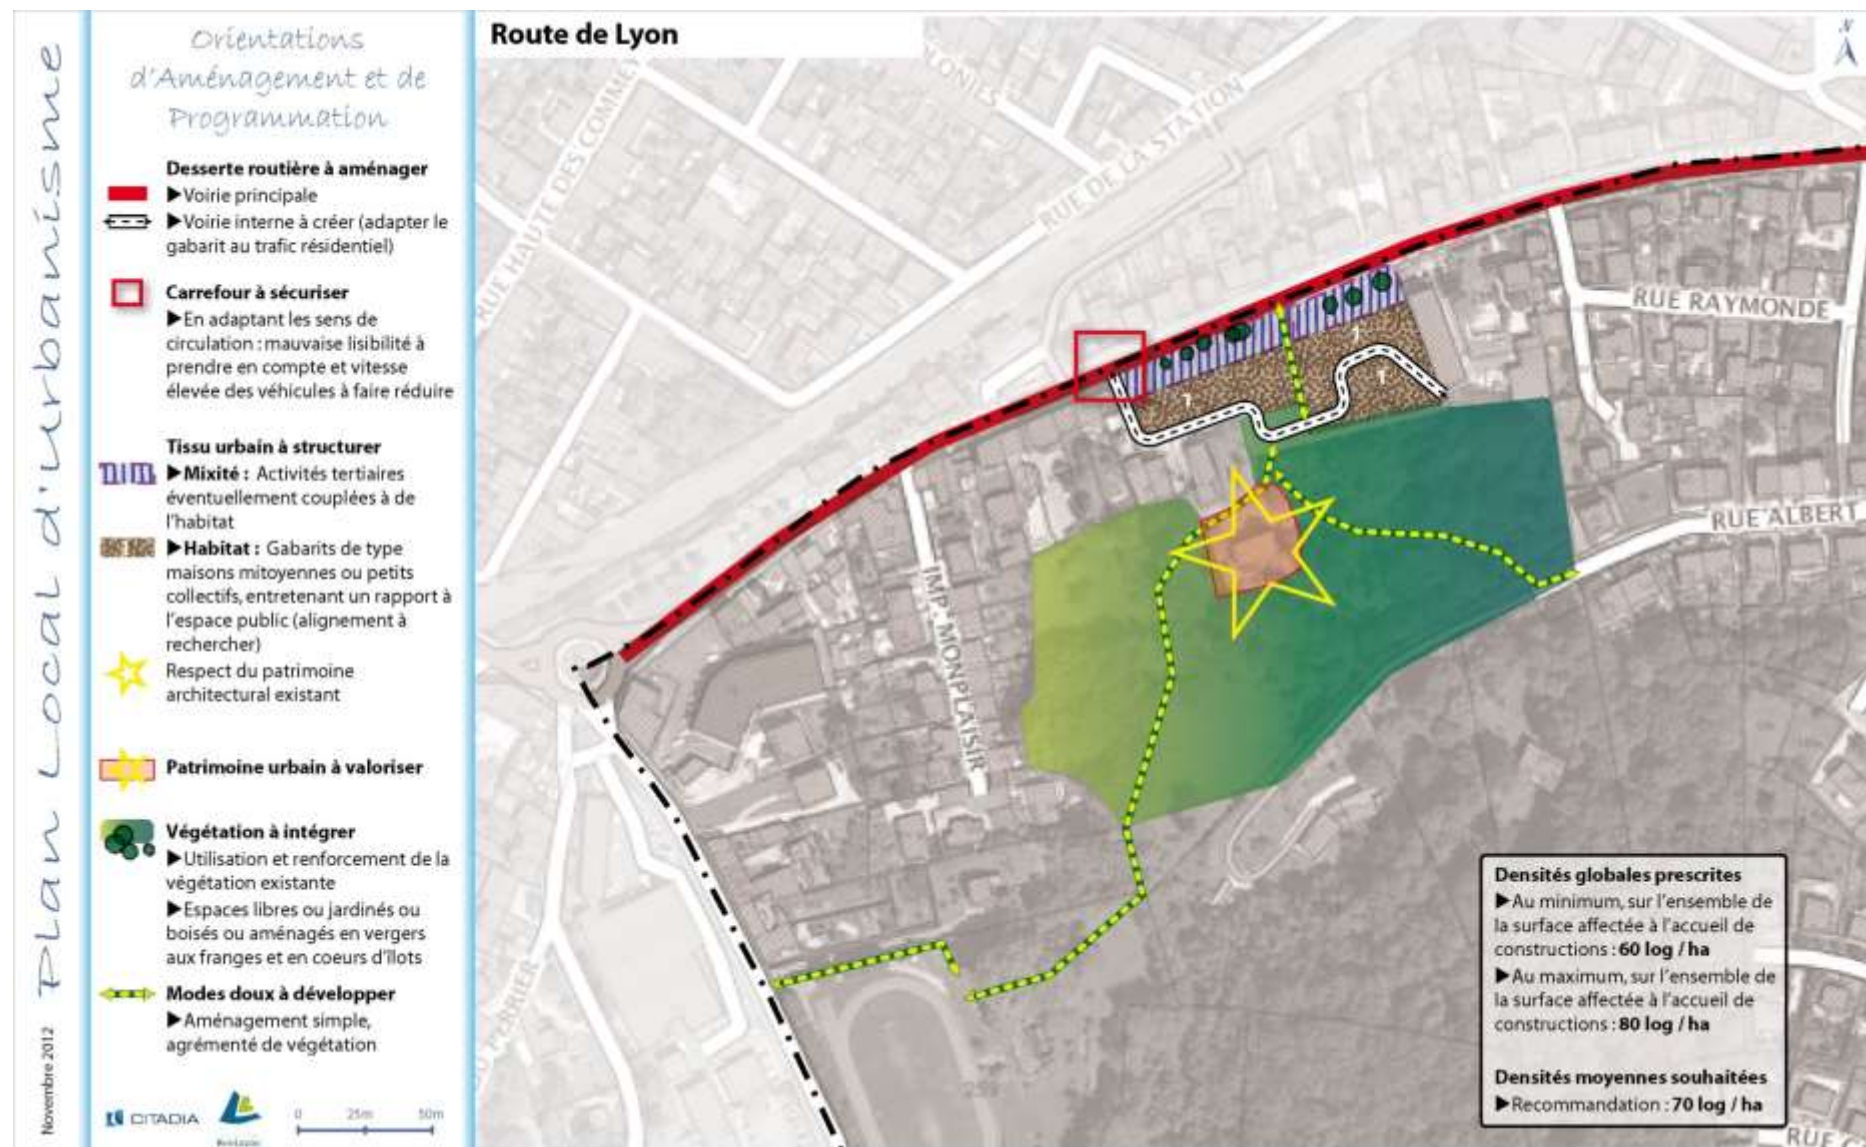 Plan Local d'urbanisme
Novembre 2012
Orientations
d'Aménagement et de
Programmation
Desserte routière à aménager
▶Voirie principale
▶Voirie interne à créer (adapter le
gabarit au trafic résidentiel)
Carrefour à sécuriser
▶En adaptant les sens de
circulation : mauvaise lisibilité à
prendre en compte et vitesse
élevée des véhicules à faire réduire
Tissu urbain à structurer
▶Mixité : Activités tertiaires
éventuellement couplées à de
l'habitat
▶Habitat : Gabarits de type
maisons mitoyennes ou petits
collectifs, entretenant un rapport à
l'espace public (alignement à
rechercher)
Respect du patrimoine
architectural existant
Patrimoine urbain à valoriser
Végétation à intégrer
▶Utilisation et renforcement de la
végétation existante
▶Espaces libres ou jardinés ou
boisés ou aménagés en vergers
aux franges et en coeurs d'îlots
Modes doux à développer
▶Aménagement simple,
agrémenté de végétation
CITADIA
0 25m 50m
Route de Lyon
N
RUE HAUTE DES COMMEY
LONIES
RUE DE LA STATION
RUE RAYMONDE
RUE ALBERT
IMP. MONPLAISIR
PERRIER
Densités globales prescrites
▶Au minimum, sur l'ensemble de
la surface affectée à l'accueil de
constructions : 60 log / ha
▶Au maximum, sur l'ensemble de
la surface affectée à l'accueil de
constructions : 80 log / ha
Densités moyennes souhaitées
▶Recommandation : 70 log / ha
RUE